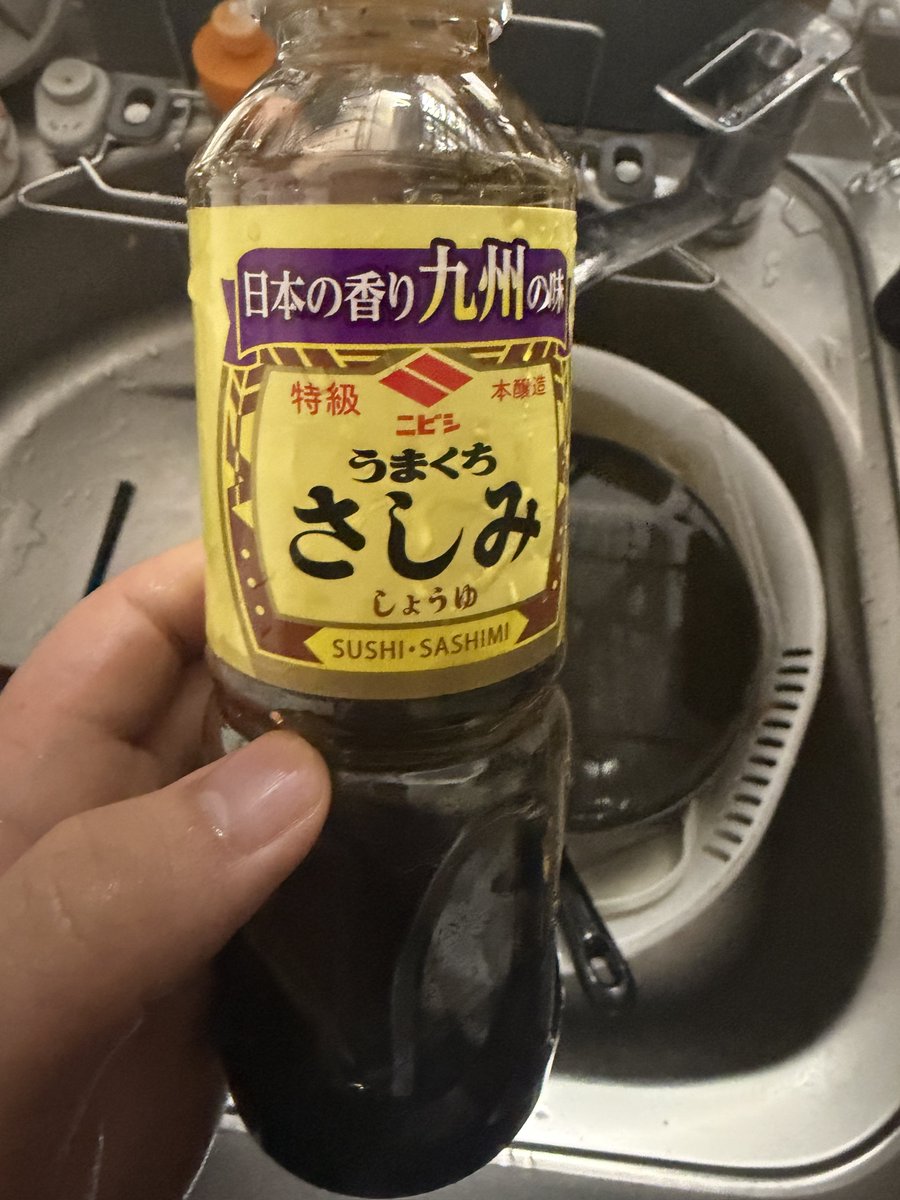 日本の香り九州の味
特級
本醸造
ニビシ
うまくち
さしみ
しょうゆ
SUSHI・SASHIMI